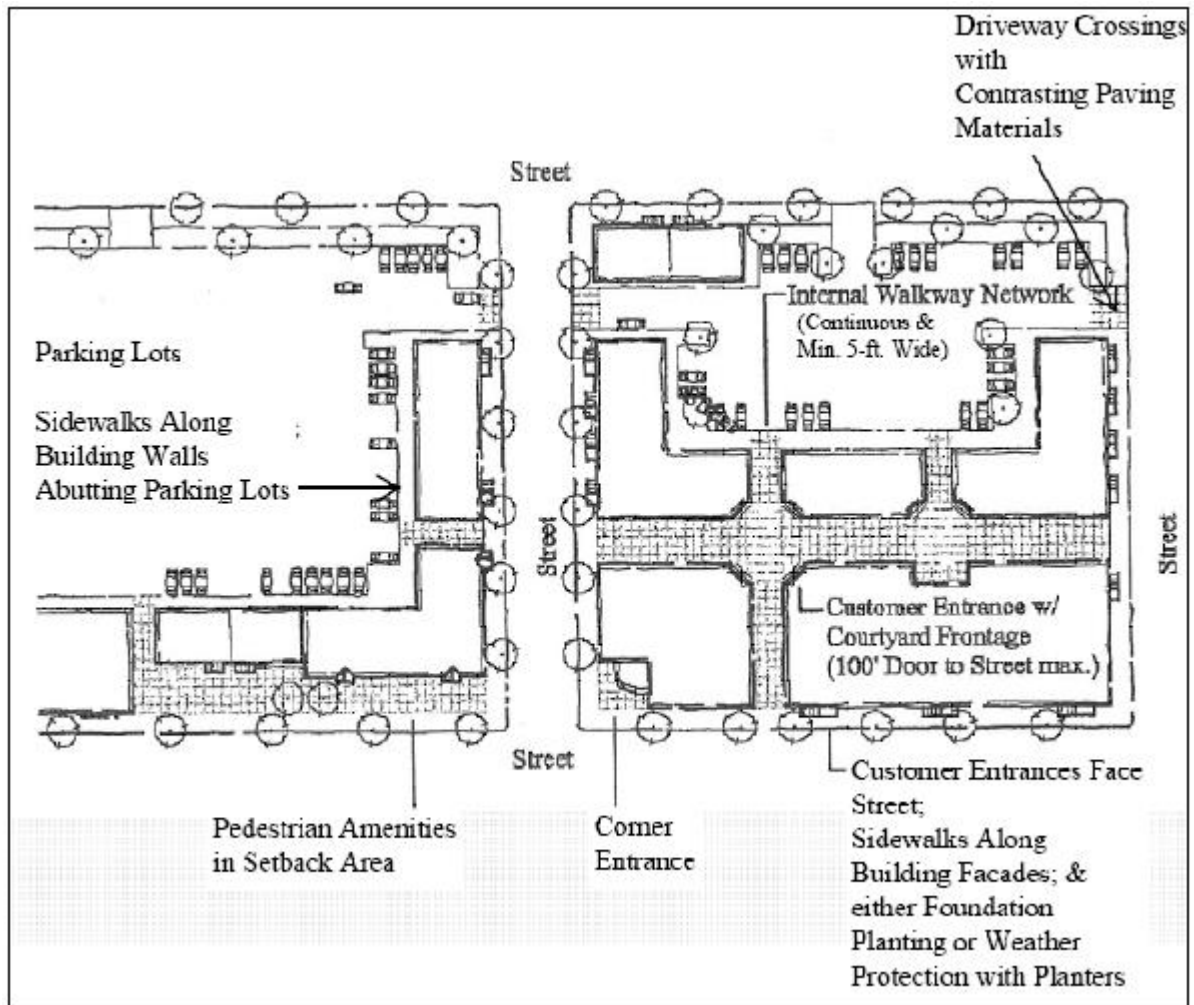 Driveway Crossings
with
Contrasting Paving
Materials
Street
Internal Walkway Network
(Continuous &
Min. 5-ft. Wide)
Parking Lots
Sidewalks Along
Building Walls
Abutting Parking Lots
Street
Street
Customer Entrance w/
Courtyard Frontage
(100' Door to Street max.)
Street
Customer Entrances Face
Street;
Sidewalks Along
Building Facades; &
either Foundation
Planting or Weather
Protection with Planters
Pedestrian Amenities
in Setback Area
Corner
Entrance